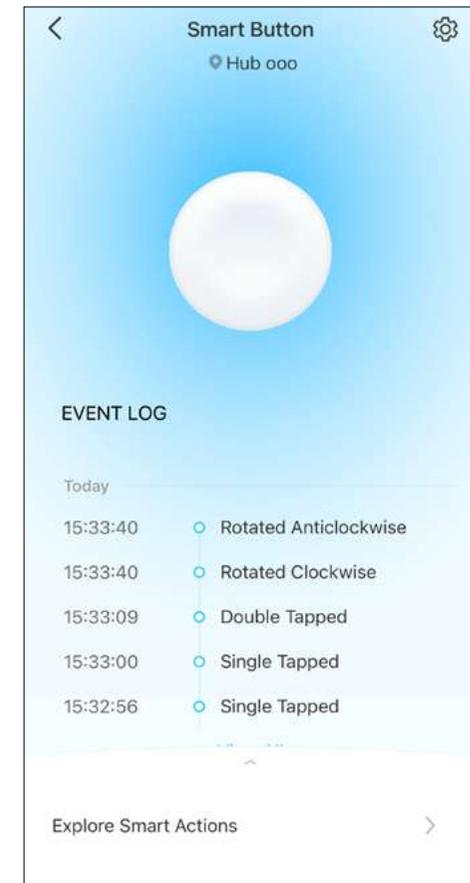 Smart Button
Hub ooo
EVENT LOG
Today
15:33:40 Rotated Anticlockwise
15:33:40 Rotated Clockwise
15:33:09 Double Tapped
15:33:00 Single Tapped
15:32:56 Single Tapped
Explore Smart Actions